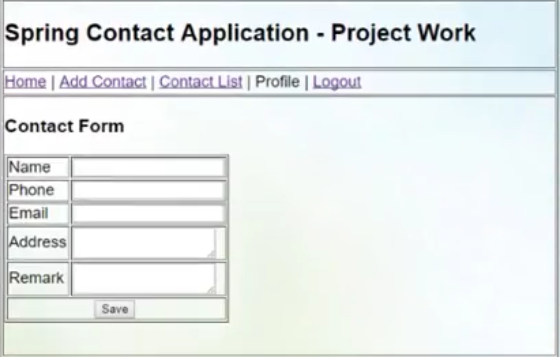 Spring Contact Application - Project Work
Home | Add Contact | Contact List | Profile | Logout
Contact Form
Name
Phone
Email
Address
Remark
Save